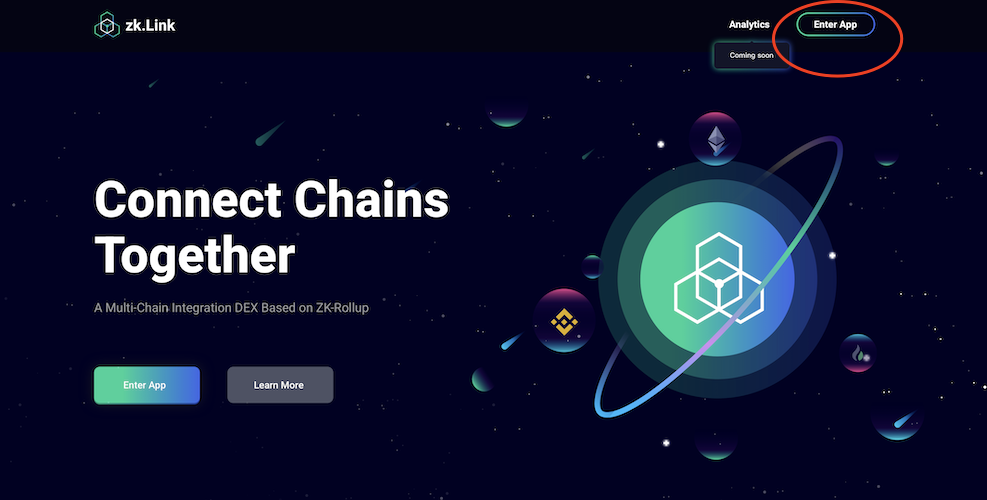 zk.Link
Analytics
Enter App
Coming soon
Connect Chains
Together
A Multi-Chain Integration DEX Based on ZK-Rollup
Enter App
Learn More